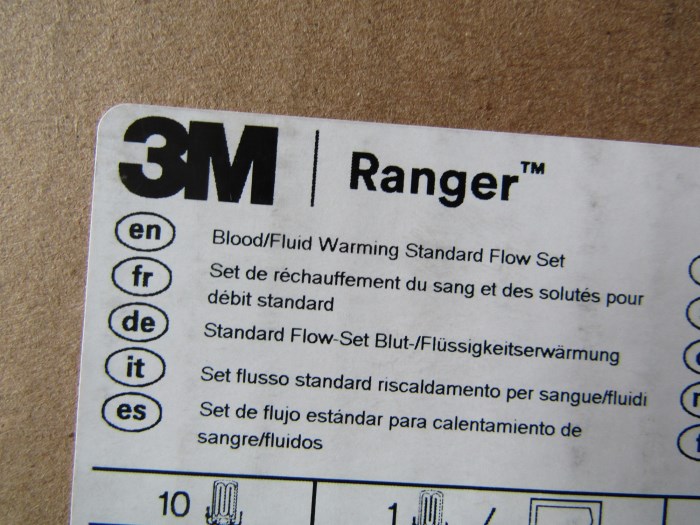 3M | Ranger™
en Blood/Fluid Warming Standard Flow Set
fr Set de réchauffement du sang et des solutés pour
débit standard
de Standard Flow-Set Blut-/Flüssigkeitserwärmung
it Set flusso standard riscaldamento per sangue/fluidi
es Set de flujo estándar para calentamiento de
sangre/fluidos
10 1 /